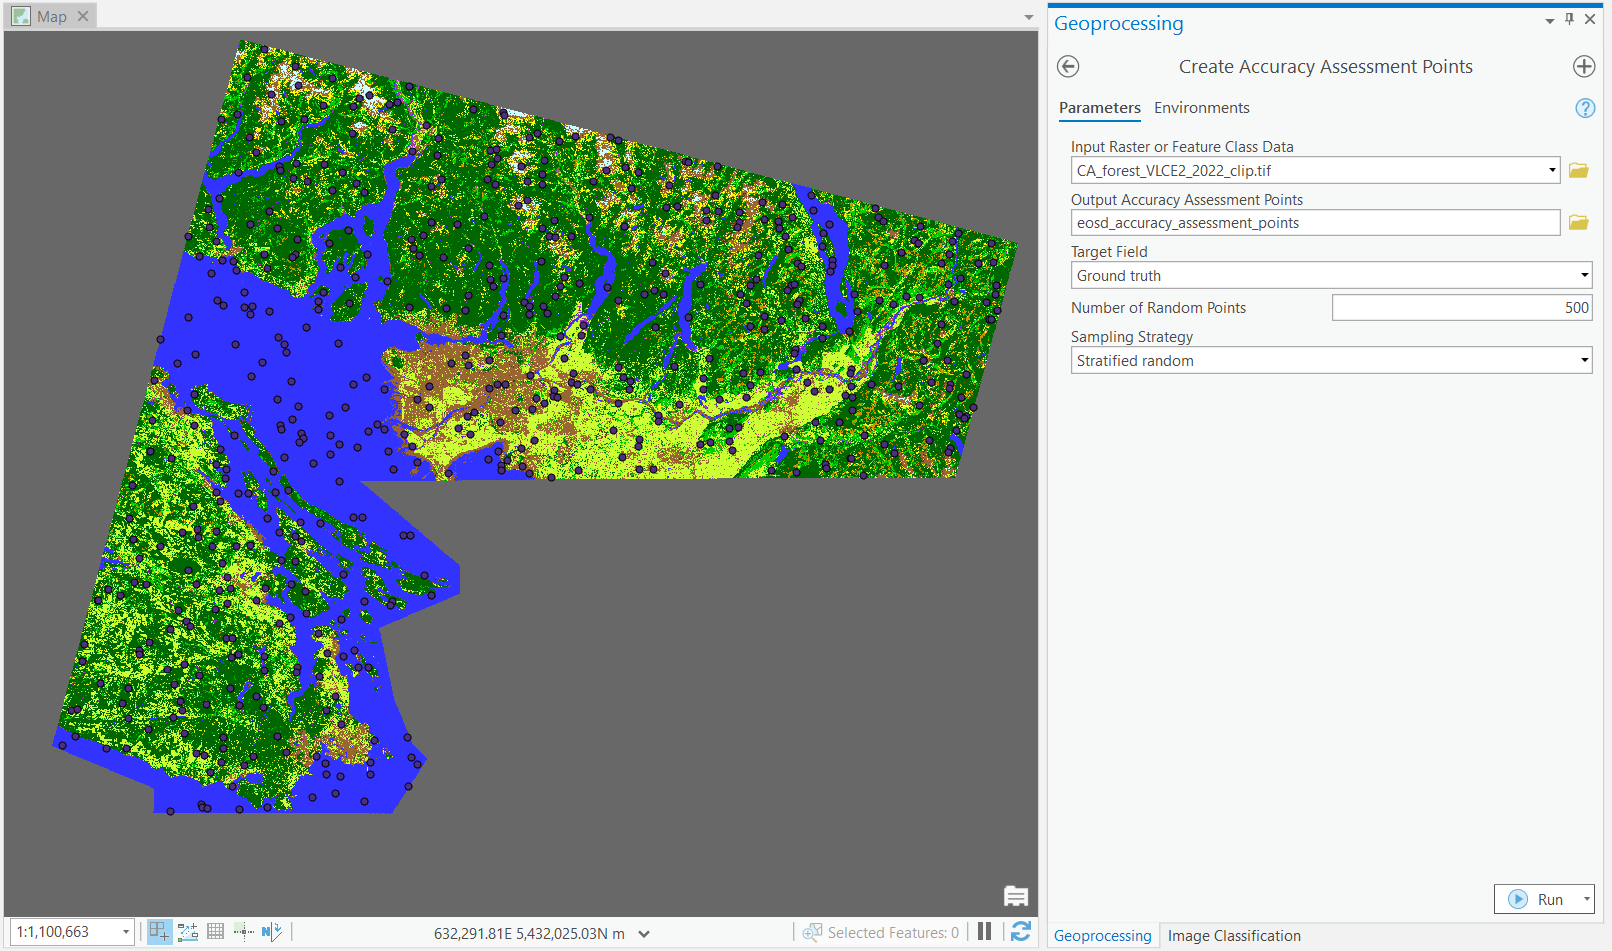 Map
Geoprocessing
Create Accuracy Assessment Points
Parameters Environments
Input Raster or Feature Class Data
CA_forest_VLCE2_2022_clip.tif
Output Accuracy Assessment Points
eosd_accuracy_assessment_points
Target Field
Ground truth
Number of Random Points 500
Sampling Strategy
Stratified random
Run
1:1,100,663
632,291.81E 5,432,025.03N m
Selected Features: 0
Geoprocessing Image Classification